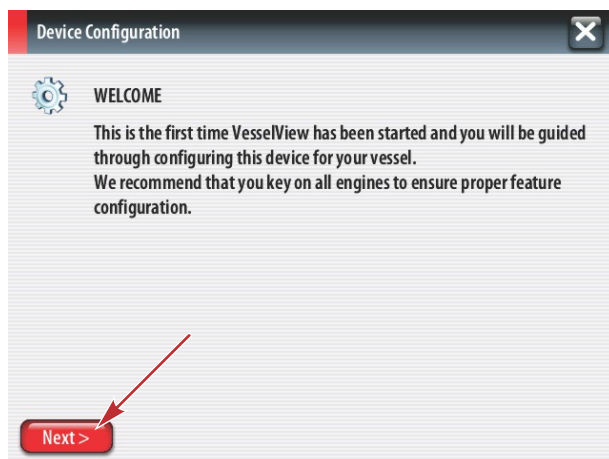 Device Configuration
WELCOME
This is the first time VesselView has been started and you will be guided
through configuring this device for your vessel.
We recommend that you key on all engines to ensure proper feature
configuration.
Next >